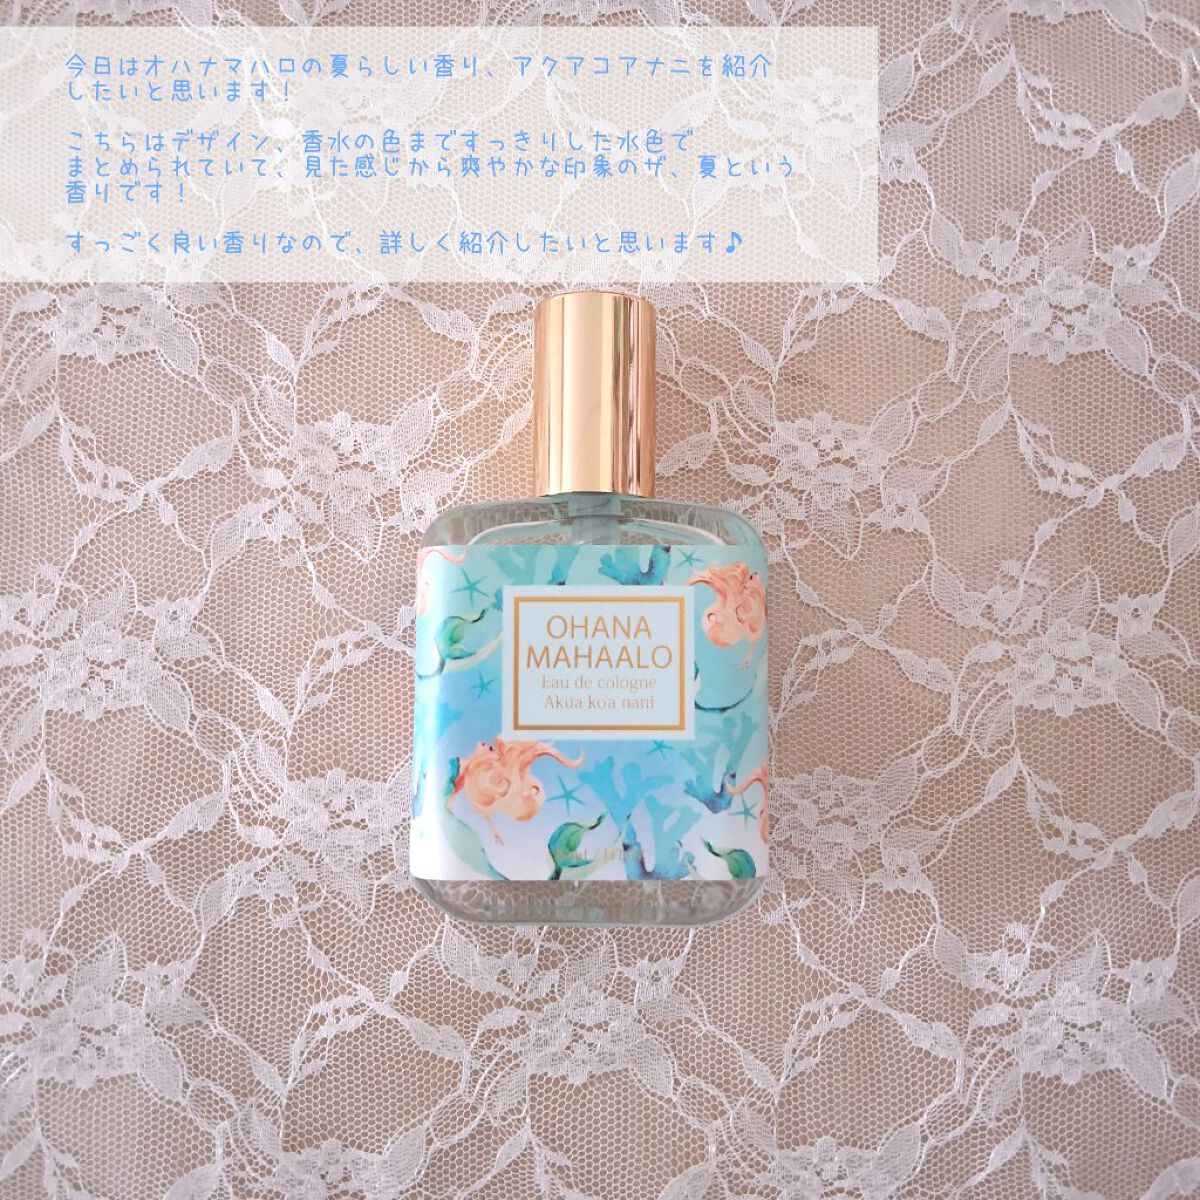 今日はオハナマハロの夏らしい香り、アクアコアナニを紹介
したいと思います！
こちらはデザイン、香水の色まですっきりした水色で
まとめられていて、見た感じから爽やかな印象のザ、夏という
香りです！
すっごく良い香りなので、詳しく紹介したいと思います♪
OHANA
MAHAALO
Eau de cologne
Akua ko'a nani